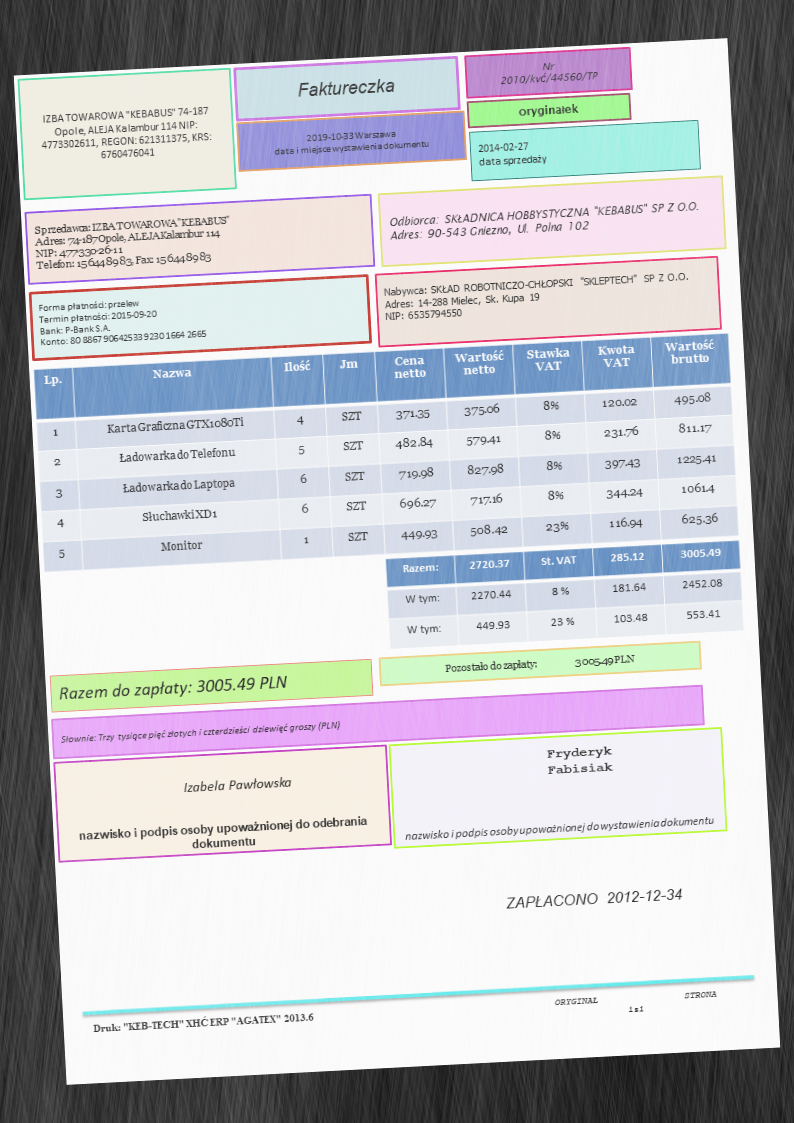 IZBA TOWAROWA "KEBABUS" 74-187
Opole, ALEJA Kalambur 114 NIP:
4773302611, REGON: 621311375, KRS:
6760476041
Faktureczka
2019-10-33 Warszawa
data i miejsce wystawienia dokumentu
Nr
2010/kvć/44560/TP
oryginałek
2014-02-27
data sprzedaży
Sprzedawca: IZBA TOWAROWA "KEBABUS"
Adres: 74-187 Opole, ALEJA Kalambur 114
NIP: 477-330-26-11
Telefon: 156448983, Fax: 156448983
Odbiorca: SKŁADNICA HOBBYSTYCZNA "KEBABUS" SP Z O.O.
Adres: 90-543 Gniezno, Ul. Polna 102
Forma płatności: przelew
Termin płatności: 2015-09-20
Bank: P-Bank S.A.
Konto: 80 8867 9064 2533 9230 1664 2665
Nabywca: SKŁAD ROBOTNICZO-CHŁOPSKI "SKLEPTECH" SP Z O.O.
Adres: 14-288 Mielec, Sk. Kupa 19
NIP: 6535794550
Lp. Nazwa Ilość Jm Cena netto Wartość netto Stawka VAT Kwota VAT Wartość brutto
1 Karta Graficzna GTX1080Ti 4 SZT 371.35 375.06 8% 120.02 495.08
2 Ładowarka do Telefonu 5 SZT 482.84 579.41 8% 231.76 811.17
3 Ładowarka do Laptopa 6 SZT 719.98 827.98 8% 397.43 1225.41
4 Słuchawki XD1 6 SZT 696.27 717.16 8% 344.24 1061.4
5 Monitor 1 SZT 449.93 508.42 23% 116.94 625.36
Razem: 2720.37 St. VAT 285.12 3005.49
W tym: 2270.44 8 % 181.64 2452.08
W tym: 449.93 23 % 103.48 553.41
Razem do zapłaty: 3005.49 PLN
Pozostało do zapłaty: 3005.49 PLN
Słownie: Trzy tysiące pięć złotych i czterdzieści dziewięć groszy (PLN)
Izabela Pawłowska
nazwisko i podpis osoby upoważnionej do odebrania
dokumentu
Fryderyk
Fabisiak
nazwisko i podpis osoby upoważnionej do wystawienia dokumentu
ZAPŁACONO 2012-12-34
Druk: "KEB-TECH" XHĆ ERP "AGATEX" 2013.6
ORYGINAŁ STRONA
1 z 1